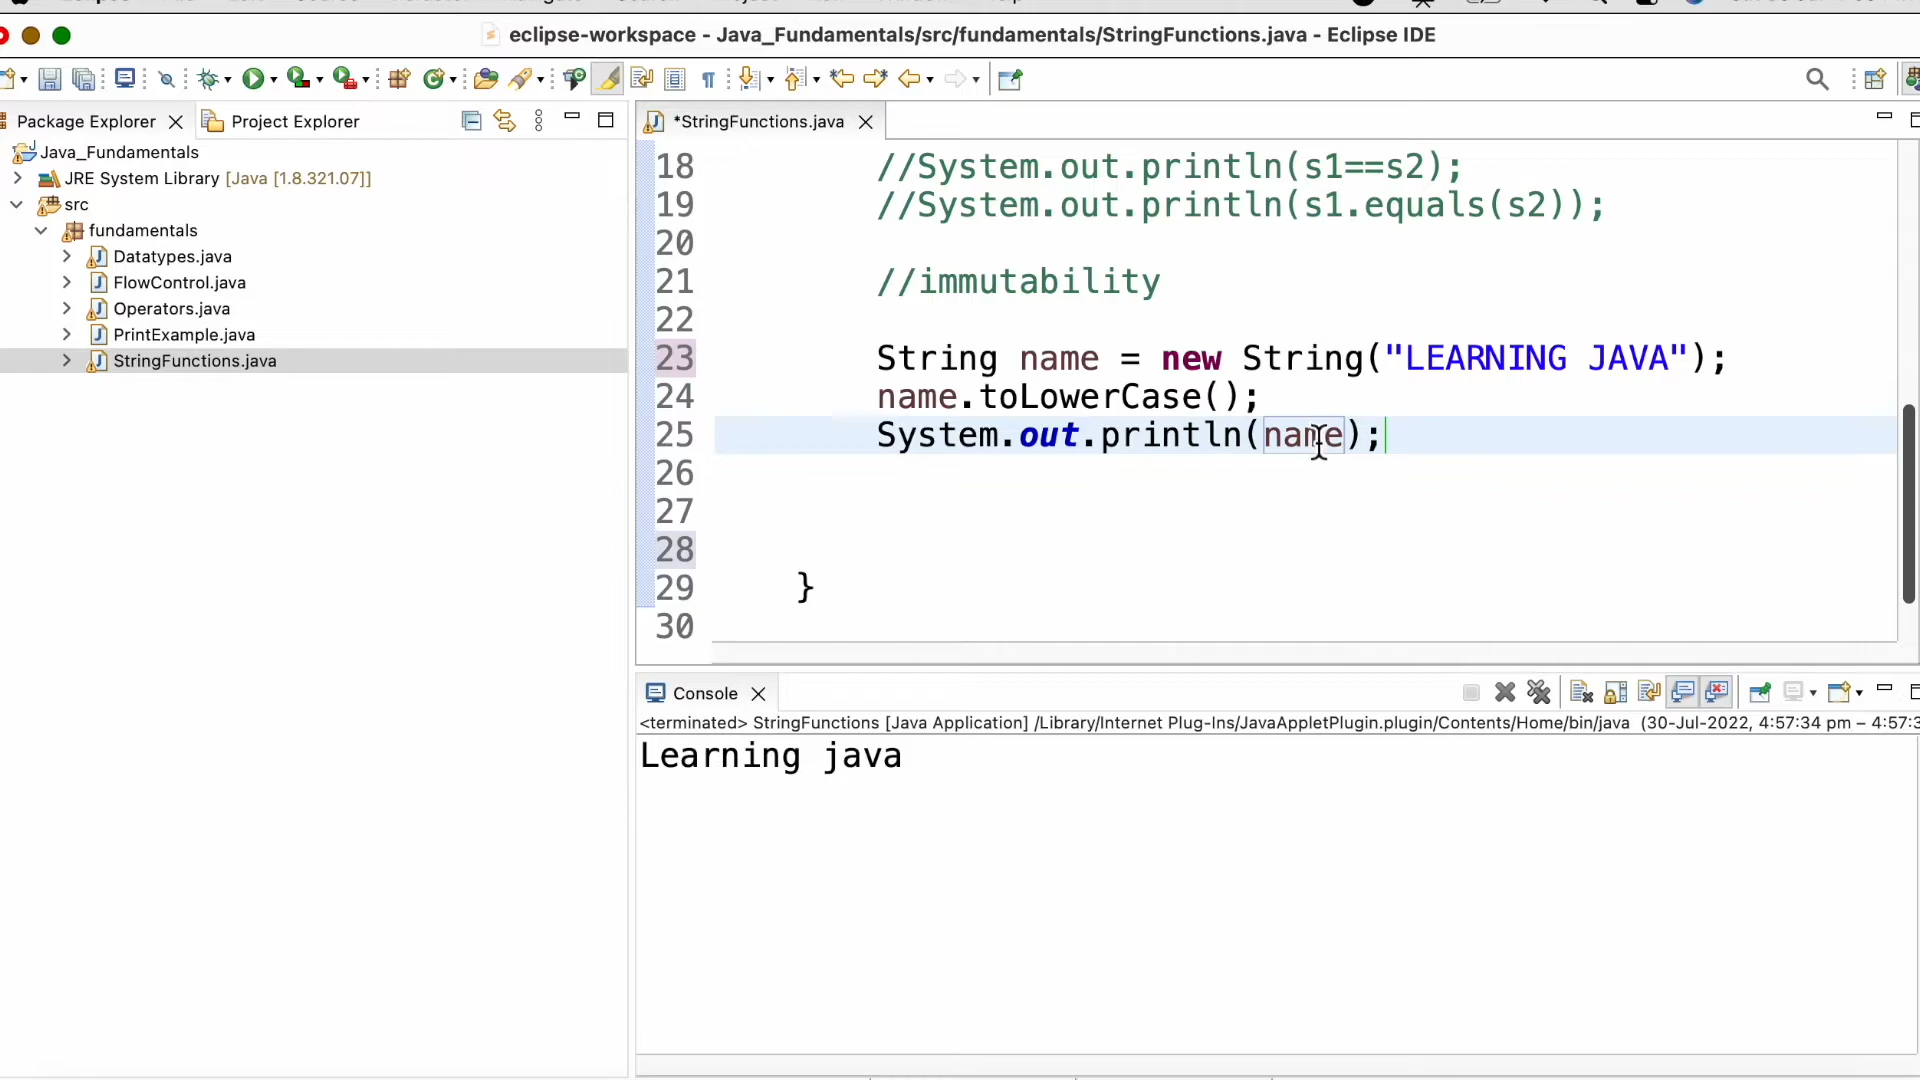 eclipse-workspace - Java_Fundamentals/src/fundamentals/StringFunctions.java - Eclipse IDE
Package Explorer
Project Explorer
Java_Fundamentals
JRE System Library [Java [1.8.321.07]]
src
fundamentals
Datatypes.java
FlowControl.java
Operators.java
PrintExample.java
StringFunctions.java
*StringFunctions.java
18 //System.out.println(s1==s2);
19 //System.out.println(s1.equals(s2));
20
21 //immutability
22
23 String name = new String("LEARNING JAVA");
24 name.toLowerCase();
25 System.out.println(name);
26
27
28
29 }
30
Console
<terminated> StringFunctions [Java Application] /Library/Internet Plug-Ins/JavaAppletPlugin.plugin/Contents/Home/bin/java (30-Jul-2022, 4:57:34 pm – 4:57:3
Learning java